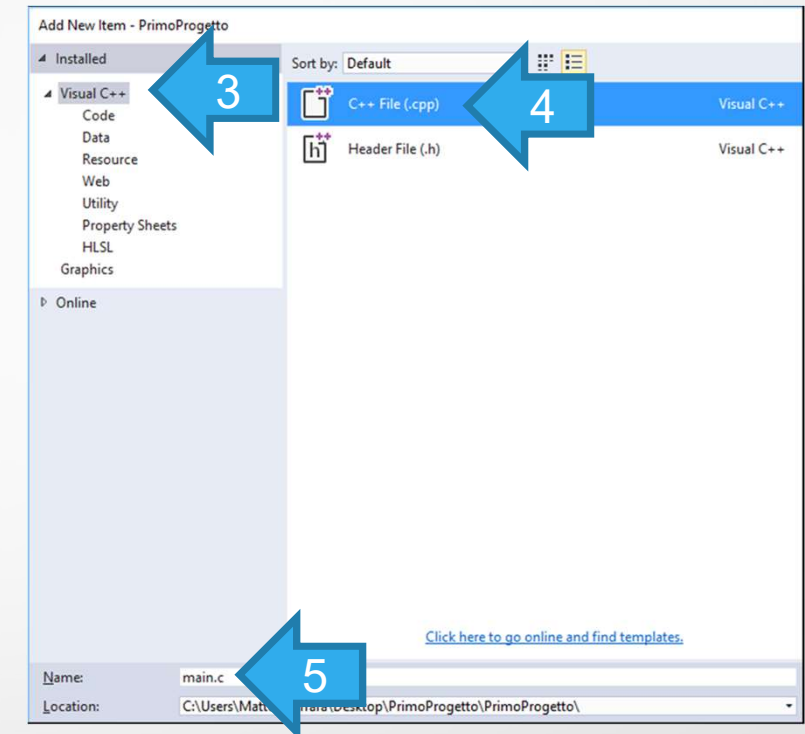 Add New Item - PrimoProgetto
Installed
Sort by: Default
Visual C++
3
Code
Data
Resource
Web
Utility
Property Sheets
HLSL
Graphics
Online
C++ File (.cpp) 4 Visual C++
Header File (.h) Visual C++
Click here to go online and find templates.
Name: main.c
5
Location: C:\Users\Matt Desktop\PrimoProgetto\PrimoProgetto\